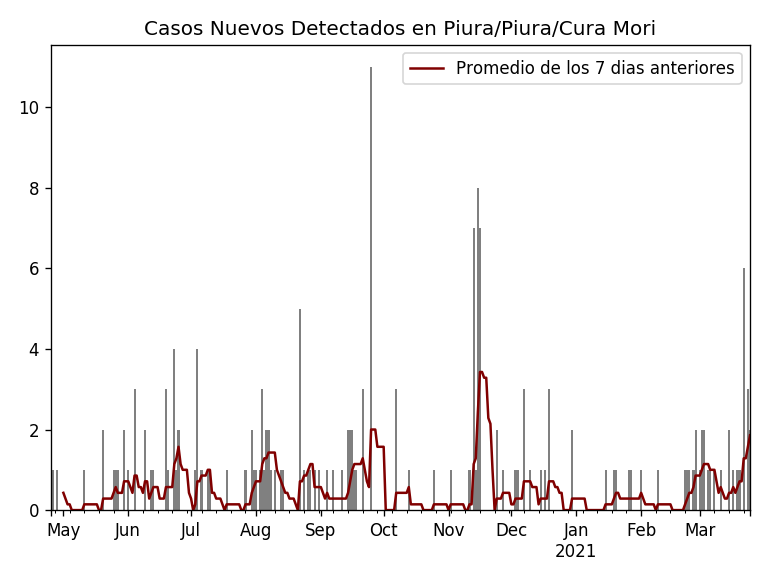 Casos Nuevos Detectados en Piura/Piura/Cura Mori
Promedio de los 7 dias anteriores
10
8
6
4
2
0
May Jun Jul Aug Sep Oct Nov Dec Jan Feb Mar
2021